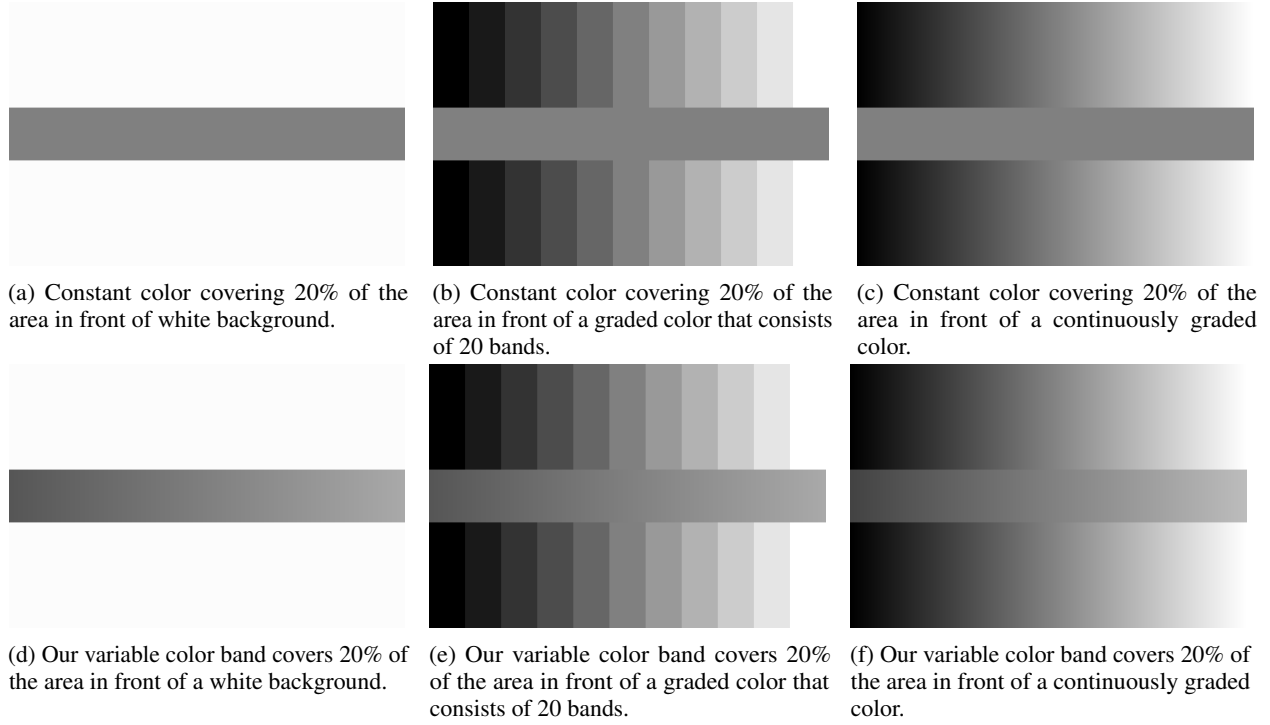 (a) Constant color covering 20% of the
area in front of white background.
(b) Constant color covering 20% of the
area in front of a graded color that consists
of 20 bands.
(c) Constant color covering 20% of the
area in front of a continuously graded
color.
(d) Our variable color band covers 20% of
the area in front of a white background.
(e) Our variable color band covers 20%
of the area in front of a graded color that
consists of 20 bands.
(f) Our variable color band covers 20% of
the area in front of a continuously graded
color.